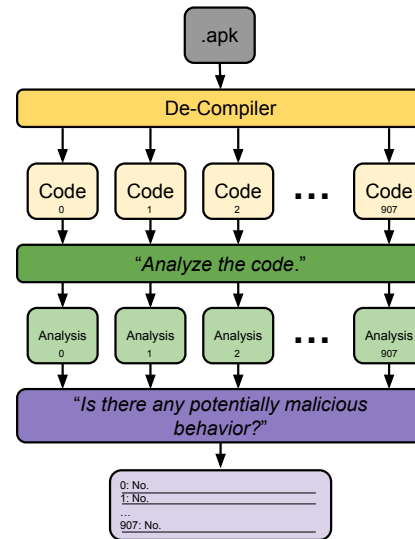 .apk
De-Compiler
Code Code Code ... Code
0 1 2 907
“Analyze the code.”
Analysis Analysis Analysis ... Analysis
0 1 2 907
“Is there any potentially malicious
behavior?”
0: No.
1: No.
...
907: No.